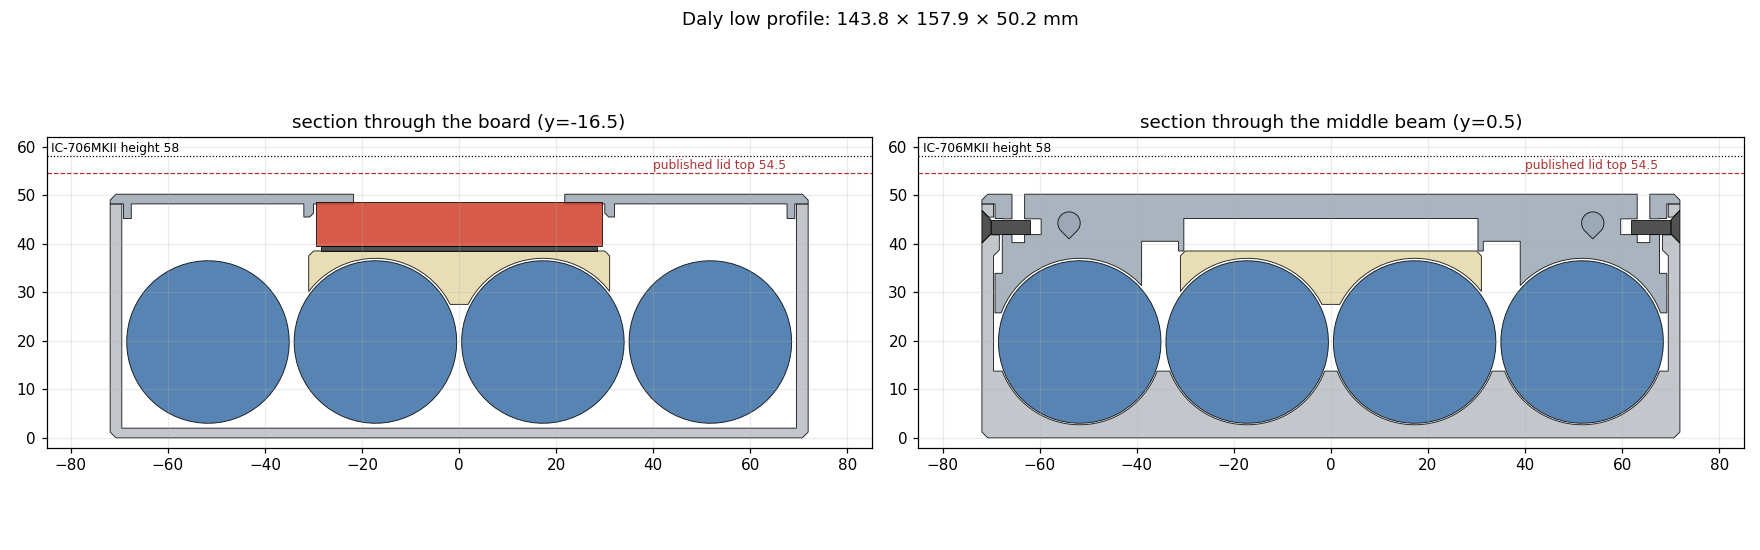 Daly low profile: 143.8 × 157.9 × 50.2 mm
section through the board (y=-16.5)
IC-706MKII height 58
published lid top 54.5
60
50
40
30
20
10
0
−80 −60 −40 −20 0 20 40 60 80
section through the middle beam (y=0.5)
IC-706MKII height 58
published lid top 54.5
60
50
40
30
20
10
0
−80 −60 −40 −20 0 20 40 60 80